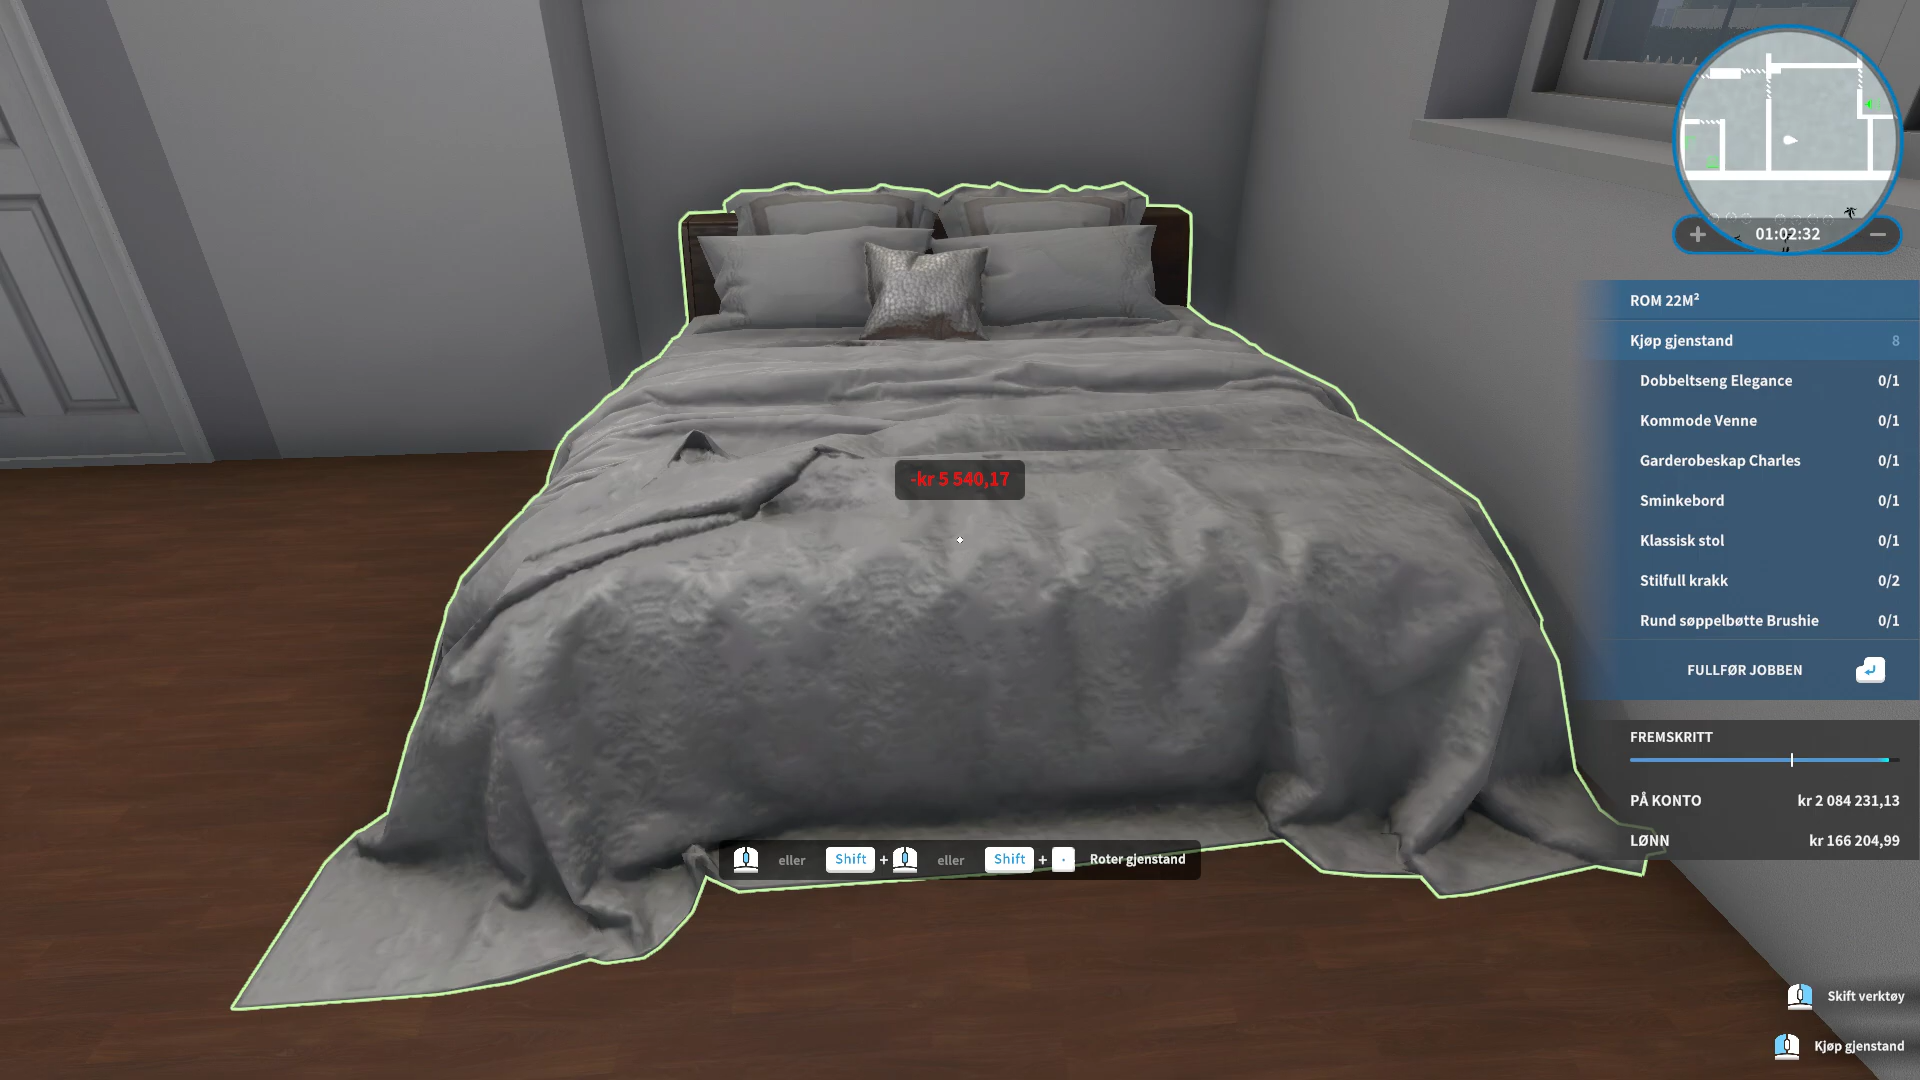 01:02:32
ROM 22M²
Kjøp gjenstand 8
Dobbeltseng Elegance 0/1
Kommode Venne 0/1
Garderobeskap Charles 0/1
Sminkebord 0/1
Klassisk stol 0/1
Stilfull krakk 0/2
Rund søppelbøtte Brushie 0/1
FULLFØR JOBBEN
FREMSKRITT
PÅ KONTO kr 2 084 231,13
LØNN kr 166 204,99
-kr 5 540,17
eller Shift + eller Shift + . Roter gjenstand
Skift verktøy
Kjøp gjenstand